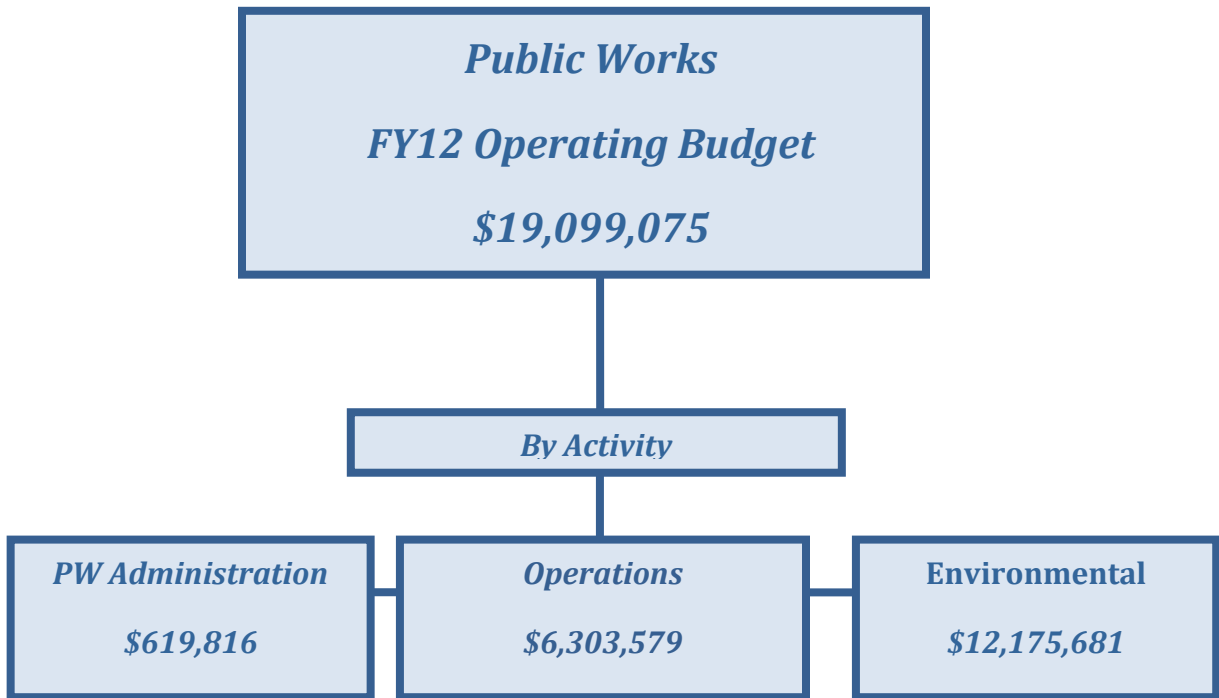 Public Works
FY12 Operating Budget
$19,099,075
By Activity
PW Administration
$619,816
Operations
$6,303,579
Environmental
$12,175,681